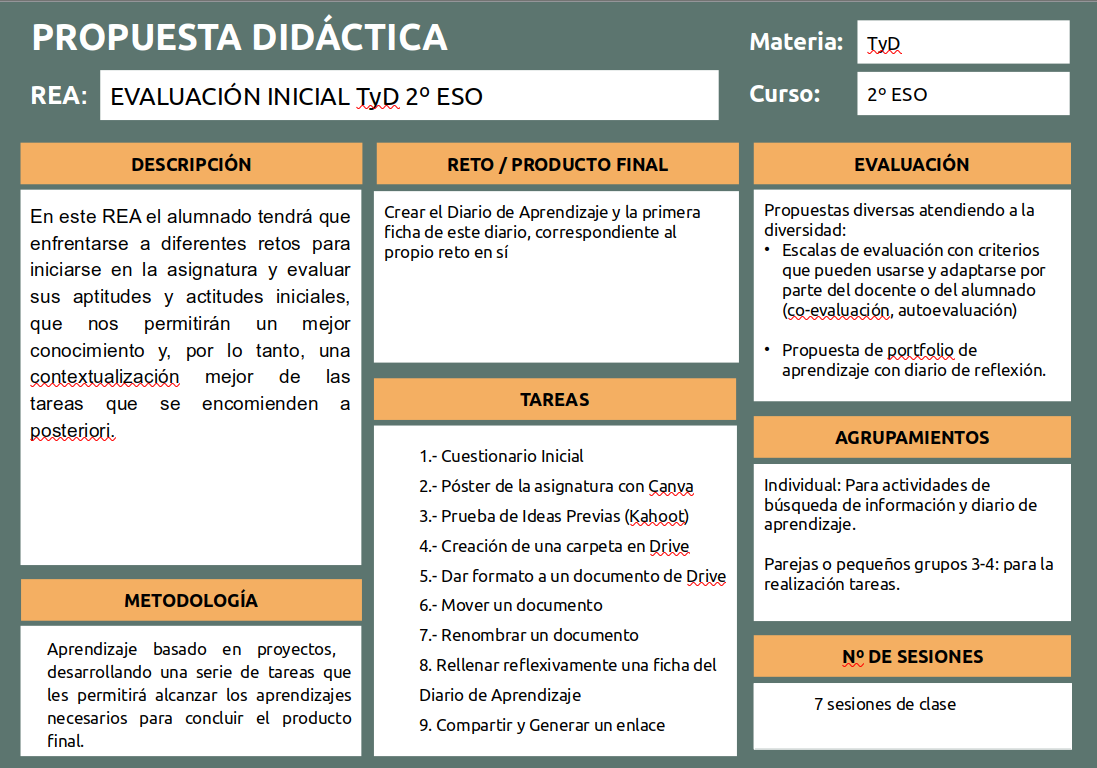 PROPUESTA DIDÁCTICA
Materia:
TyD
REA:
EVALUACIÓN INICIAL TyD 2º ESO
Curso:
2º ESO
DESCRIPCIÓN
En este REA el alumnado tendrá que
enfrentarse a diferentes retos para
iniciarse en la asignatura y evaluar
sus aptitudes y actitudes iniciales,
que nos permitirán un mejor
conocimiento y, por lo tanto, una
contextualización mejor de las
tareas que se encomienden a
posteriori.
METODOLOGÍA
Aprendizaje basado en proyectos,
desarrollando una serie de tareas que
les permitirá alcanzar los aprendizajes
necesarios para concluir el producto
final.
RETO / PRODUCTO FINAL
Crear el Diario de Aprendizaje y la primera
ficha de este diario, correspondiente al
propio reto en sí
TAREAS
1.- Cuestionario Inicial
2.- Póster de la asignatura con Canva
3.- Prueba de Ideas Previas (Kahoot)
4.- Creación de una carpeta en Drive
5.- Dar formato a un documento de Drive
6.- Mover un documento
7.- Renombrar un documento
8. Rellenar reflexivamente una ficha del
Diario de Aprendizaje
9. Compartir y Generar un enlace
EVALUACIÓN
Propuestas diversas atendiendo a la
diversidad:
• Escalas de evaluación con criterios
que pueden usarse y adaptarse por
parte del docente o del alumnado
(co-evaluación, autoevaluación)
• Propuesta de portfolio de
aprendizaje con diario de reflexión.
AGRUPAMIENTOS
Individual: Para actividades de
búsqueda de información y diario de
aprendizaje.
Parejas o pequeños grupos 3-4: para la
realización tareas.
Nº DE SESIONES
7 sesiones de clase